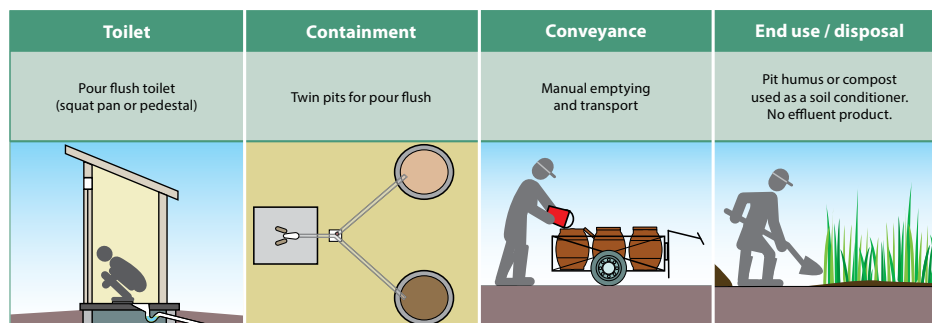 Toilet
Containment
Conveyance
End use / disposal
Pour flush toilet
(squat pan or pedestal)
Twin pits for pour flush
Manual emptying
and transport
Pit humus or compost
used as a soil conditioner.
No effluent product.